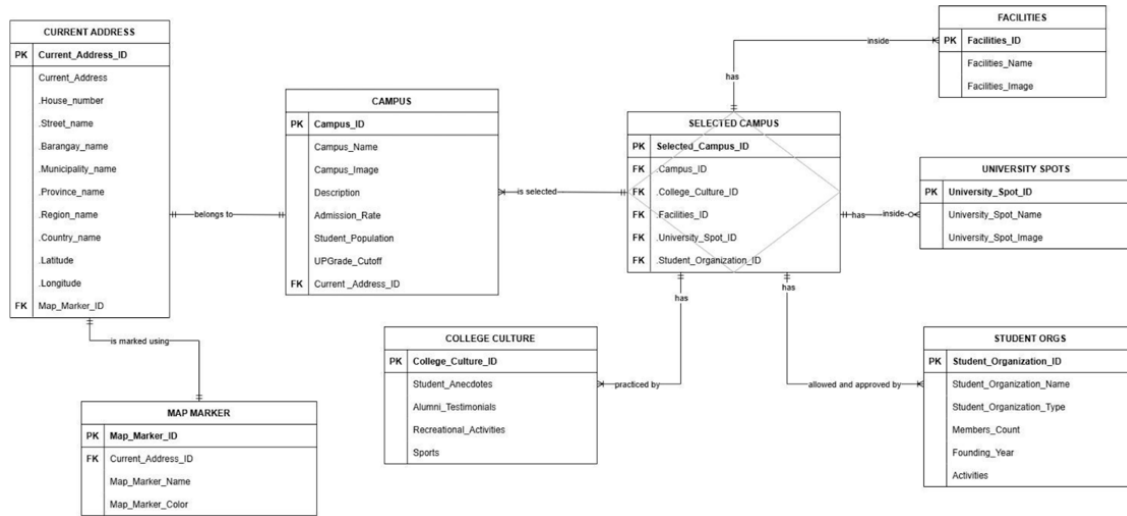 CURRENT ADDRESS
PK Current_Address_ID
Current_Address
.House_number
.Street_name
.Barangay_name
.Municipality_name
.Province_name
.Region_name
.Country_name
.Latitude
.Longitude
FK Map_Marker_ID
is marked using
MAP MARKER
PK Map_Marker_ID
FK Current_Address_ID
Map_Marker_Name
Map_Marker_Color
belongs to
CAMPUS
PK Campus_ID
Campus_Name
Campus_Image
Description
Admission_Rate
Student_Population
UPGrade_Cutoff
FK Current _Address_ID
is selected
SELECTED CAMPUS
PK Selected_Campus_ID
FK .Campus_ID
FK .College_Culture_ID
FK .Facilities_ID
FK .University_Spot_ID
FK .Student_Organization_ID
has
inside
FACILITIES
PK Facilities_ID
Facilities_Name
Facilities_Image
has
inside
UNIVERSITY SPOTS
PK University_Spot_ID
University_Spot_Name
University_Spot_Image
has
practiced by
COLLEGE CULTURE
PK College_Culture_ID
Student_Anecdotes
Alumni_Testimonials
Recreational_Activities
Sports
has
allowed and approved by
STUDENT ORGS
PK Student_Organization_ID
Student_Organization_Name
Student_Organization_Type
Members_Count
Founding_Year
Activities